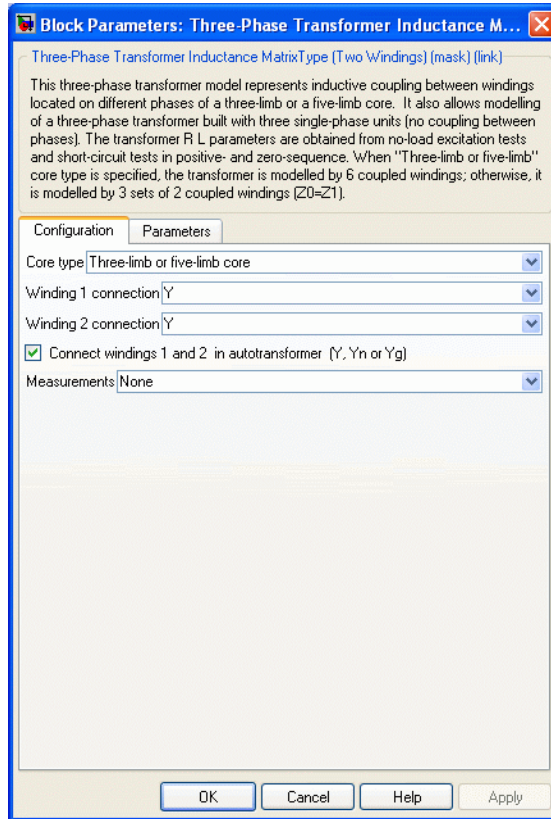 Block Parameters: Three-Phase Transformer Inductance M...
Three-Phase Transformer Inductance MatrixType (Two Windings) (mask) (link)
This three-phase transformer model represents inductive coupling between windings
located on different phases of a three-limb or a five-limb core. It also allows modelling
of a three-phase transformer built with three single-phase units (no coupling between
phases). The transformer R L parameters are obtained from no-load excitation tests
and short-circuit tests in positive- and zero-sequence. When "Three-limb or five-limb"
core type is specified, the transformer is modelled by 6 coupled windings; otherwise, it
is modelled by 3 sets of 2 coupled windings (Z0=Z1).
Configuration Parameters
Core type Three-limb or five-limb core
Winding 1 connection Y
Winding 2 connection Y
Connect windings 1 and 2 in autotransformer (Y, Yn or Yg)
Measurements None
OK Cancel Help Apply